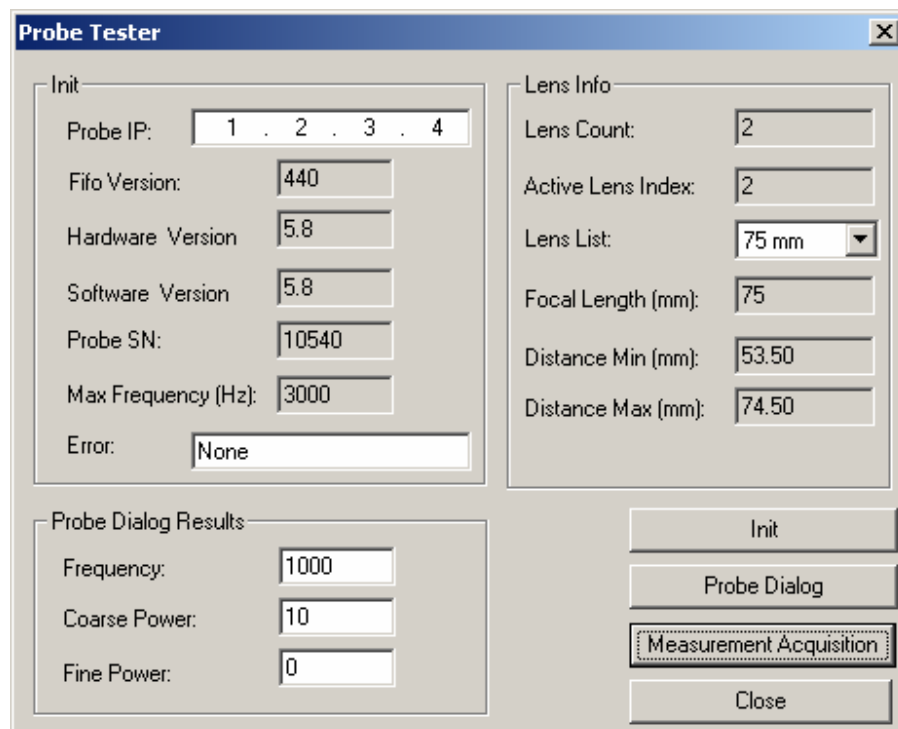 Probe Tester
Init
Probe IP: 1 . 2 . 3 . 4
Fifo Version: 440
Hardware Version 5.8
Software Version 5.8
Probe SN: 10540
Max Frequency (Hz): 3000
Error: None
Lens Info
Lens Count: 2
Active Lens Index: 2
Lens List: 75 mm
Focal Length (mm): 75
Distance Min (mm): 53.50
Distance Max (mm): 74.50
Probe Dialog Results
Frequency: 1000
Coarse Power: 10
Fine Power: 0
Init
Probe Dialog
Measurement Acquisition
Close